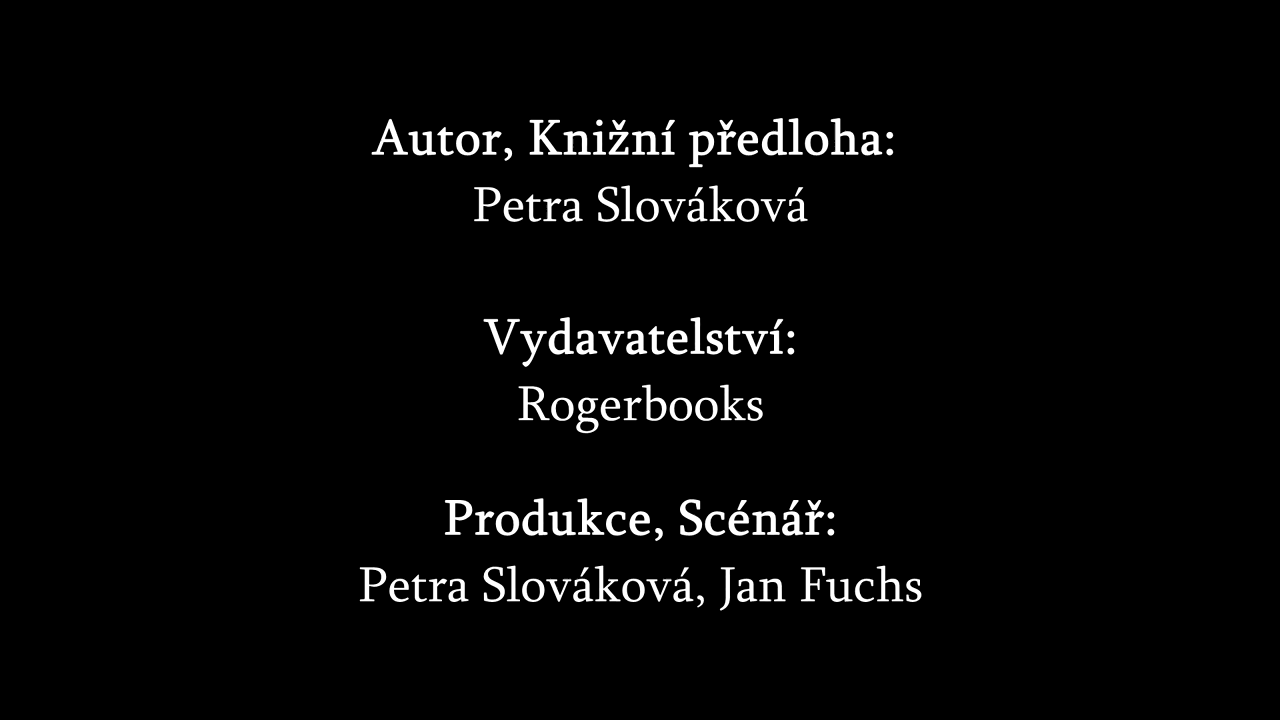 Autor, Knižní předloha:
Petra Slováková
Vydavatelství:
Rogerbooks
Produkce, Scénář:
Petra Slováková, Jan Fuchs